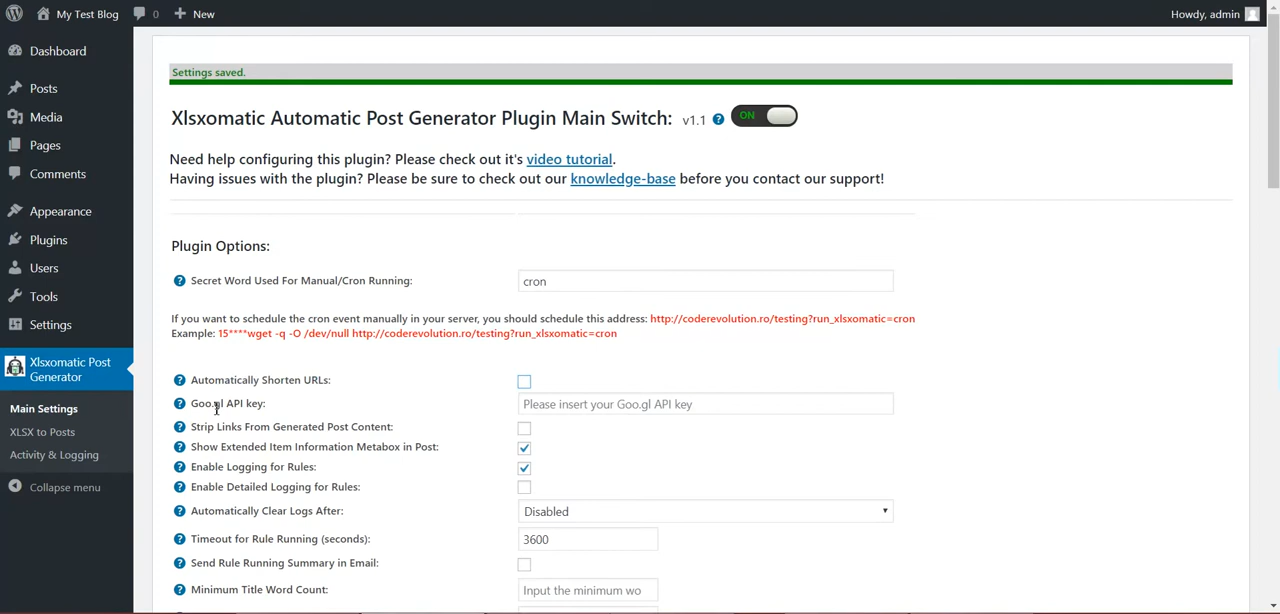 My Test Blog 0 New Howdy, admin
Dashboard
Posts
Media
Pages
Comments
Appearance
Plugins
Users
Tools
Settings
Xlsxomatic Post
Generator
Main Settings
XLSX to Posts
Activity & Logging
Collapse menu
Settings saved.
Xlsxomatic Automatic Post Generator Plugin Main Switch: v1.1 ? ON
Need help configuring this plugin? Please check out it's video tutorial.
Having issues with the plugin? Please be sure to check out our knowledge-base before you contact our support!
Plugin Options:
? Secret Word Used For Manual/Cron Running: cron
If you want to schedule the cron event manually in your server, you should schedule this address: http://coderevolution.ro/testing?run_xlsxomatic=cron
Example: 15****wget -q -O /dev/null http://coderevolution.ro/testing?run_xlsxomatic=cron
? Automatically Shorten URLs:
? Goo.gl API key: Please insert your Goo.gl API key
? Strip Links From Generated Post Content:
? Show Extended Item Information Metabox in Post:
? Enable Logging for Rules:
? Enable Detailed Logging for Rules:
? Automatically Clear Logs After: Disabled
? Timeout for Rule Running (seconds): 3600
? Send Rule Running Summary in Email:
? Minimum Title Word Count: Input the minimum wo